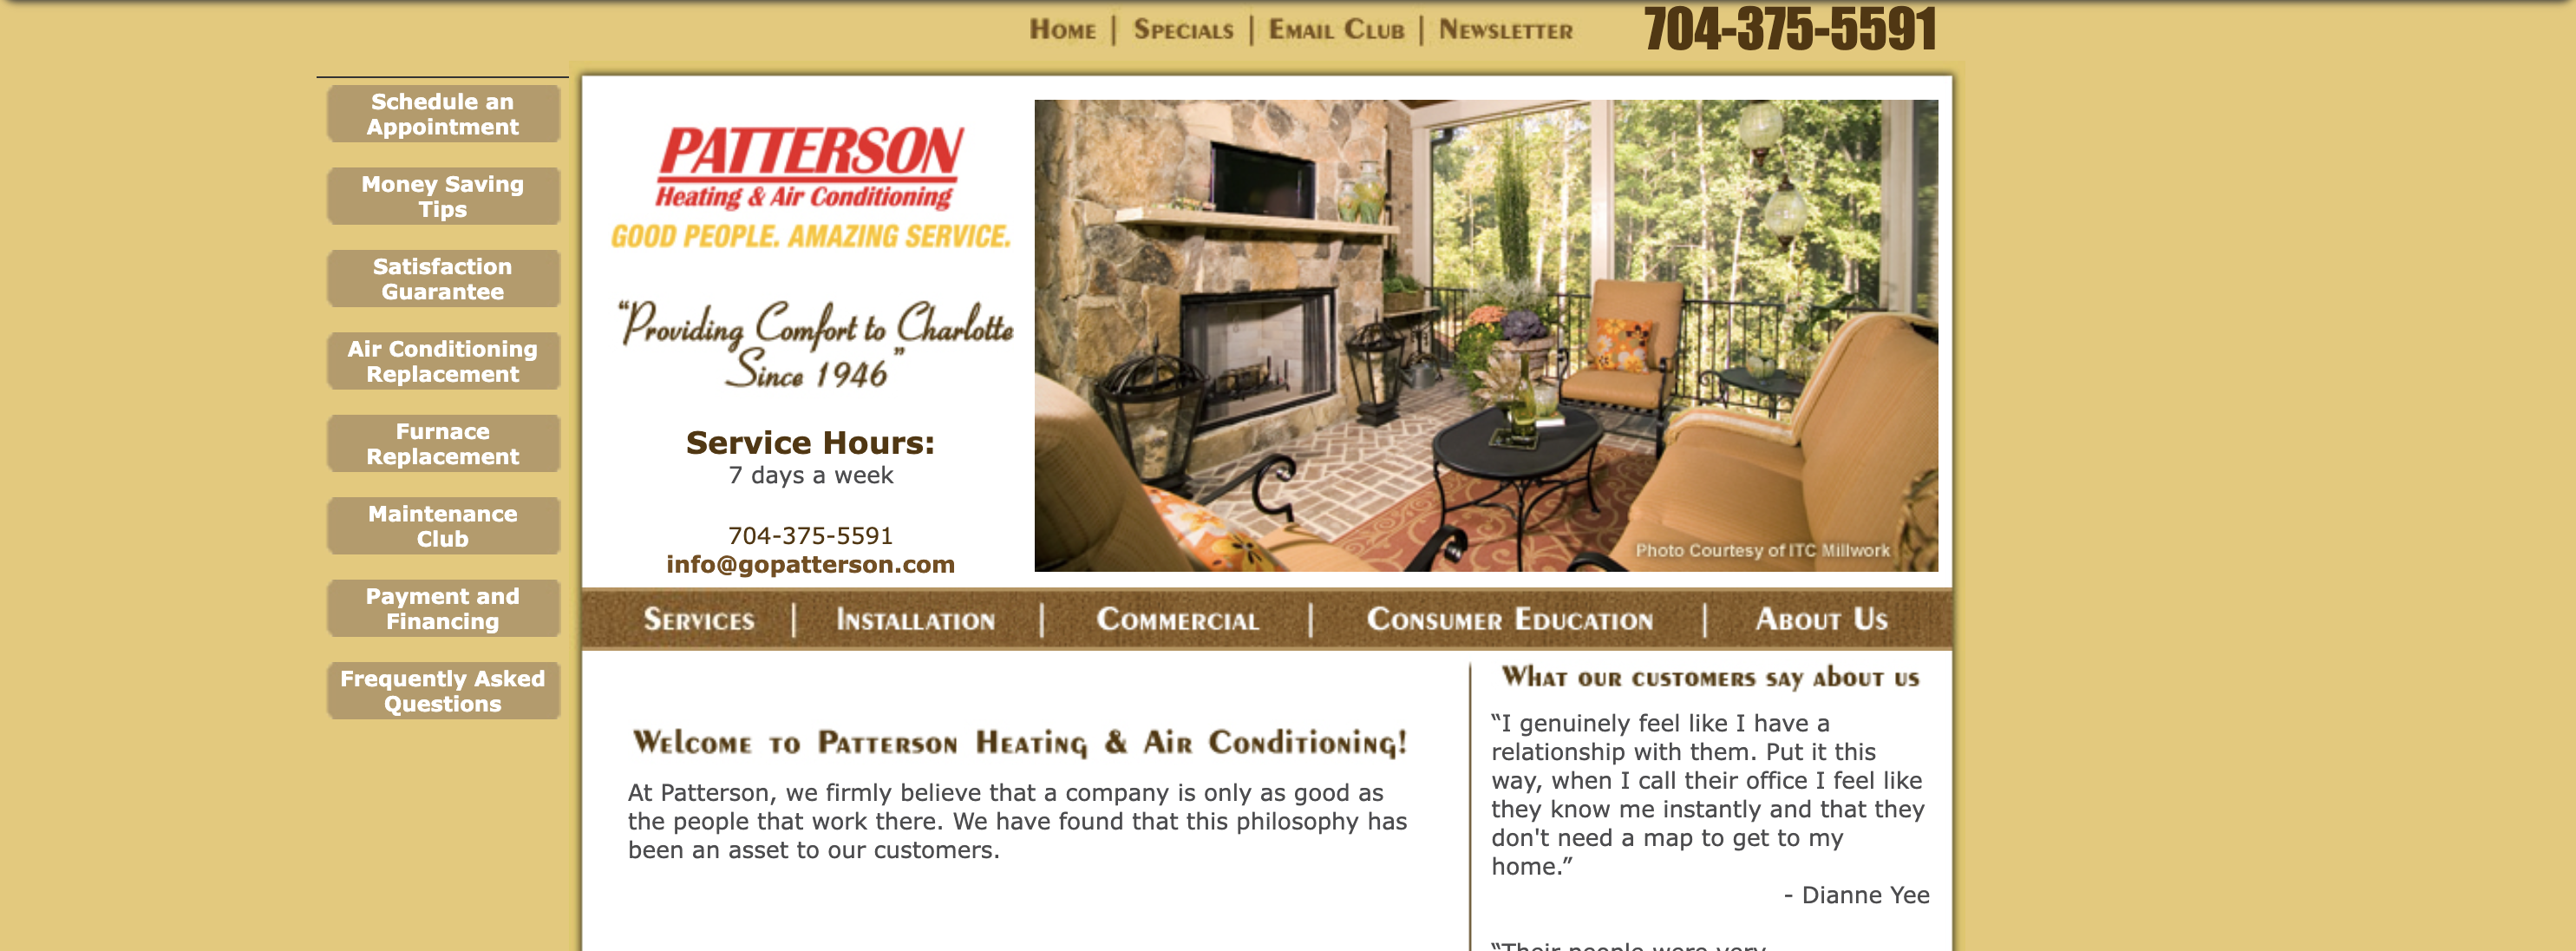 Home | Specials | Email Club | Newsletter
704-375-5591
Schedule an
Appointment
Money Saving
Tips
Satisfaction
Guarantee
Air Conditioning
Replacement
Furnace
Replacement
Maintenance
Club
Payment and
Financing
Frequently Asked
Questions
PATTERSON
Heating & Air Conditioning
GOOD PEOPLE. AMAZING SERVICE.
“Providing Comfort to Charlotte
Since 1946”
Service Hours:
7 days a week
704-375-5591
info@gopatterson.com
Photo Courtesy of ITC Millwork
Services | Installation | Commercial | Consumer Education | About Us
Welcome to Patterson Heating & Air Conditioning!
At Patterson, we firmly believe that a company is only as good as
the people that work there. We have found that this philosophy has
been an asset to our customers.
What our customers say about us
“I genuinely feel like I have a
relationship with them. Put it this
way, when I call their office I feel like
they know me instantly and that they
don't need a map to get to my
home.”
- Dianne Yee
“Their people were very